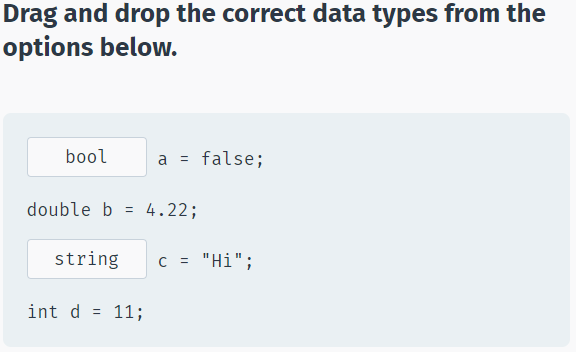 Drag and drop the correct data types from the
options below.
bool a = false;
double b = 4.22;
string c = "Hi";
int d = 11;